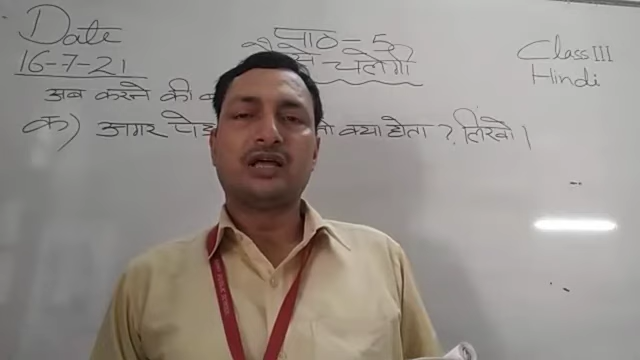 Date
16-7-21
पाठ - 5
चलोगी
Class III
Hindi
अब करने की
क) अगर क्या होता ? लिखो ।